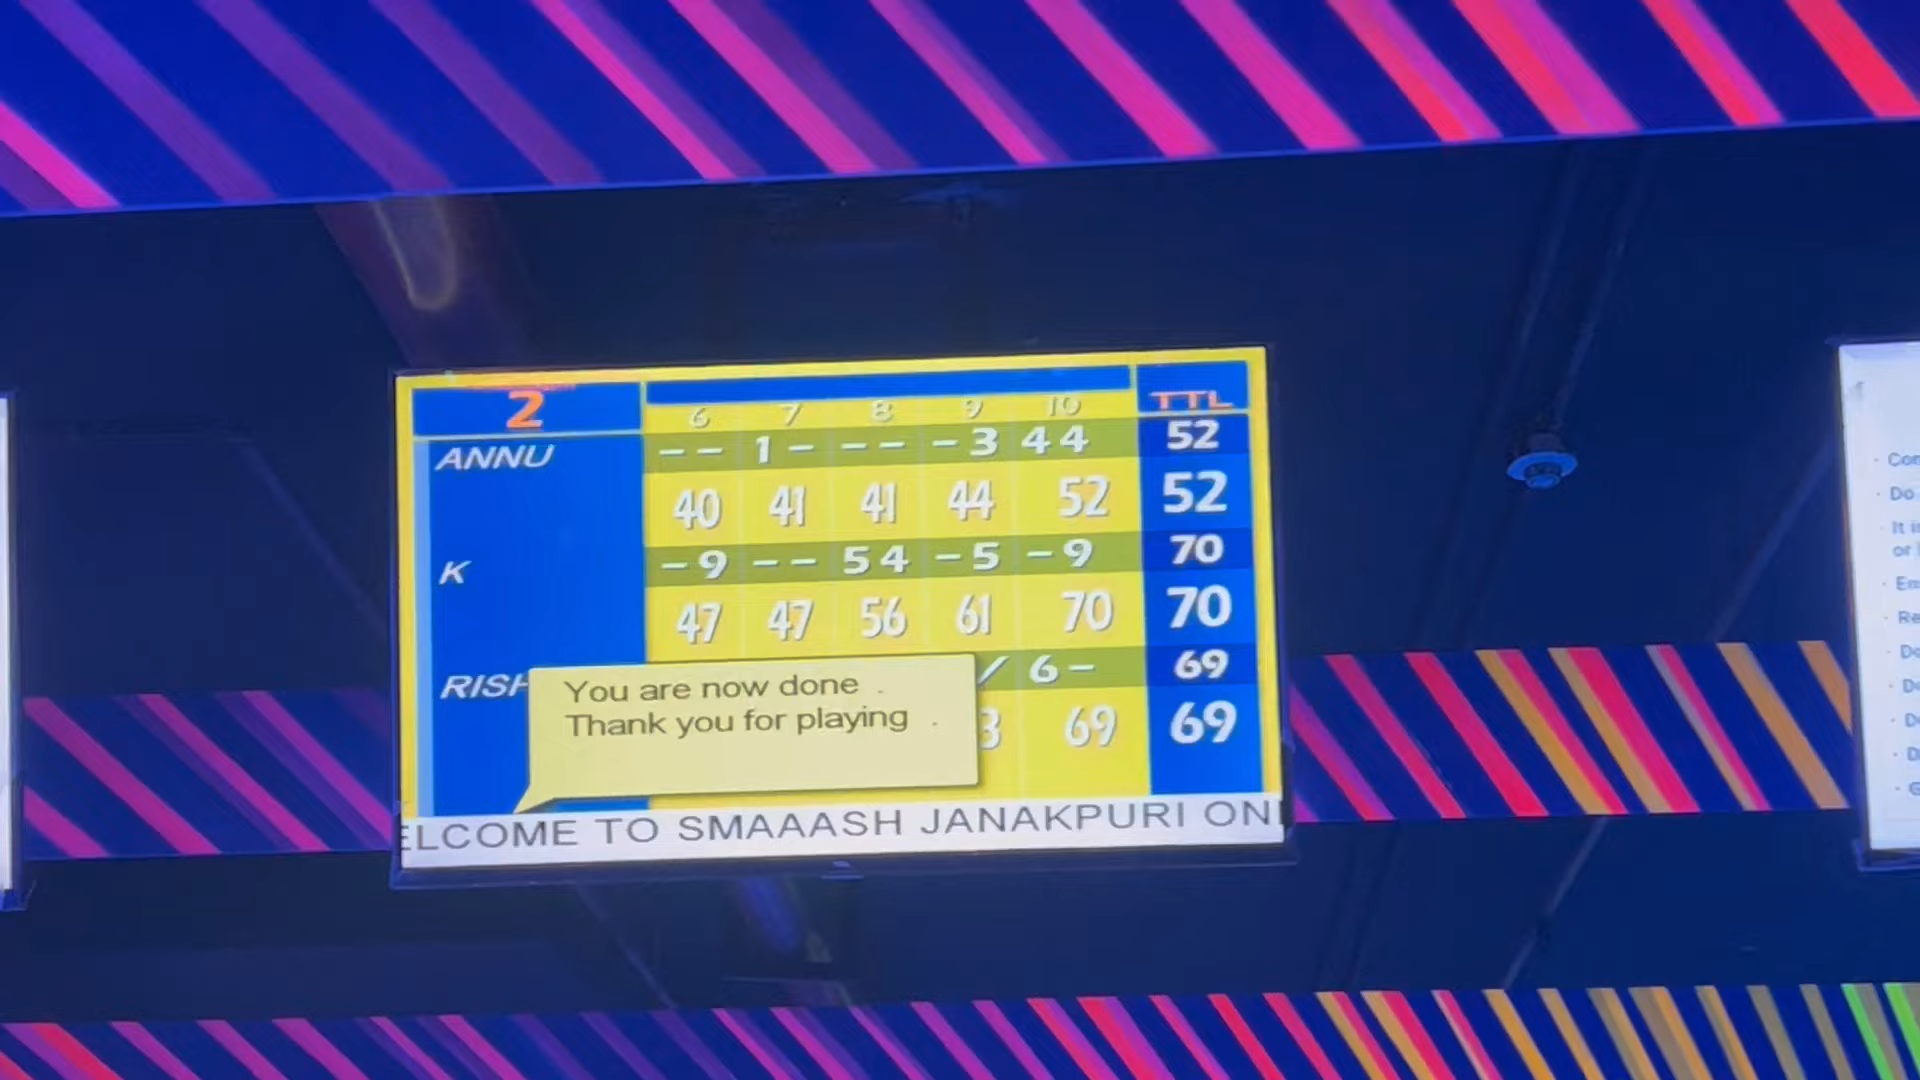 2
6 7 8 9 10 TTL
ANNU - - 1 - - - - 3 4 4 52
40 41 41 44 52 52
K - 9 - - 5 4 - 5 - 9 70
47 47 56 61 70 70
/ 6 - 69
69 69
You are now done .
Thank you for playing .
ELCOME TO SMAAASH JANAKPURI ON
Do
or